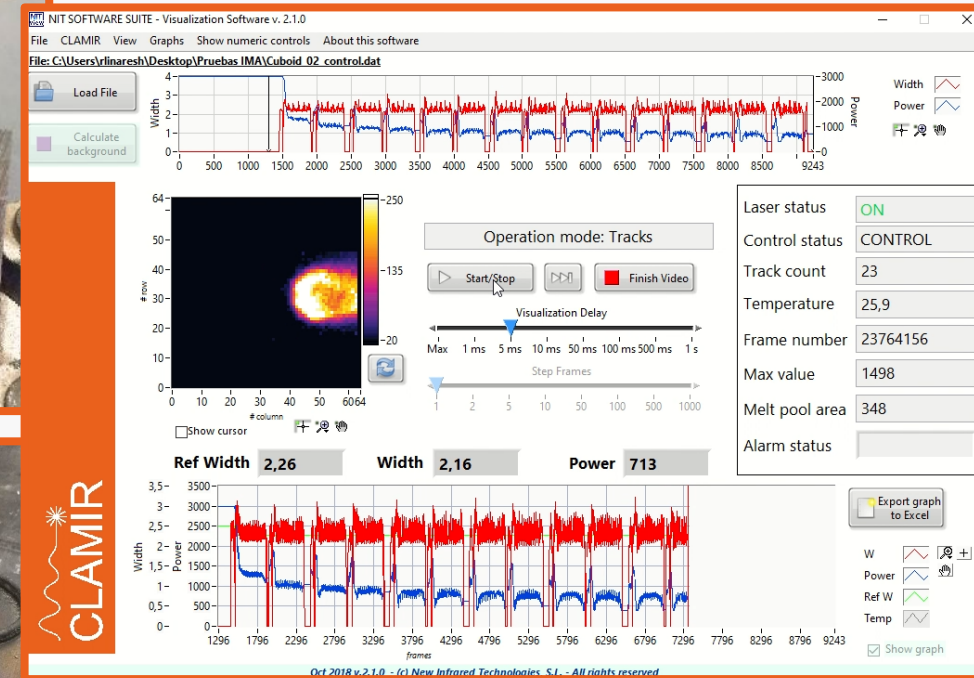 NIT SOFTWARE SUITE - Visualization Software v. 2.1.0
File CLAMIR View Graphs Show numeric controls About this software
File: C:\Users\rlinaresh\Desktop\Pruebas IMA\Cuboid_02_control.dat
Load File
Calculate
background
Width
4-
3-
2-
1-
0-
-3000
-2000
-1000
-0
Power
0 500 1000 1500 2000 2500 3000 3500 4000 4500 5000 5500 6000 6500 7000 7500 8000 8500 9243
Width
Power
64-
50-
40-
30-
20-
10-
0-
# row
0 10 20 30 40 50 6064
# column
-250
-135
-20
Show cursor
Operation mode: Tracks
Start/Stop
Finish Video
Visualization Delay
Max 1 ms 5 ms 10 ms 50 ms 100 ms 500 ms 1 s
Step Frames
1 2 5 10 50 100 500 1000
Laser status ON
Control status CONTROL
Track count 23
Temperature 25,9
Frame number 23764156
Max value 1498
Melt pool area 348
Alarm status
Ref Width 2,26 Width 2,16 Power 713
3,5-
3-
2,5-
2-
1,5-
1-
0,5-
0-
Width
3500-
3000-
2500-
2000-
1500-
1000-
500-
0-
Power
1296 1796 2296 2796 3296 3796 4296 4796 5296 5796 6296 6796 7296 7796 8296 8796 9243
frames
Export graph
to Excel
W
Power
Ref W
Temp
Show graph
CLAMIR
Oct 2018 v.2.1.0 - (c) New Infrared Technologies, S.L. - All rights reserved